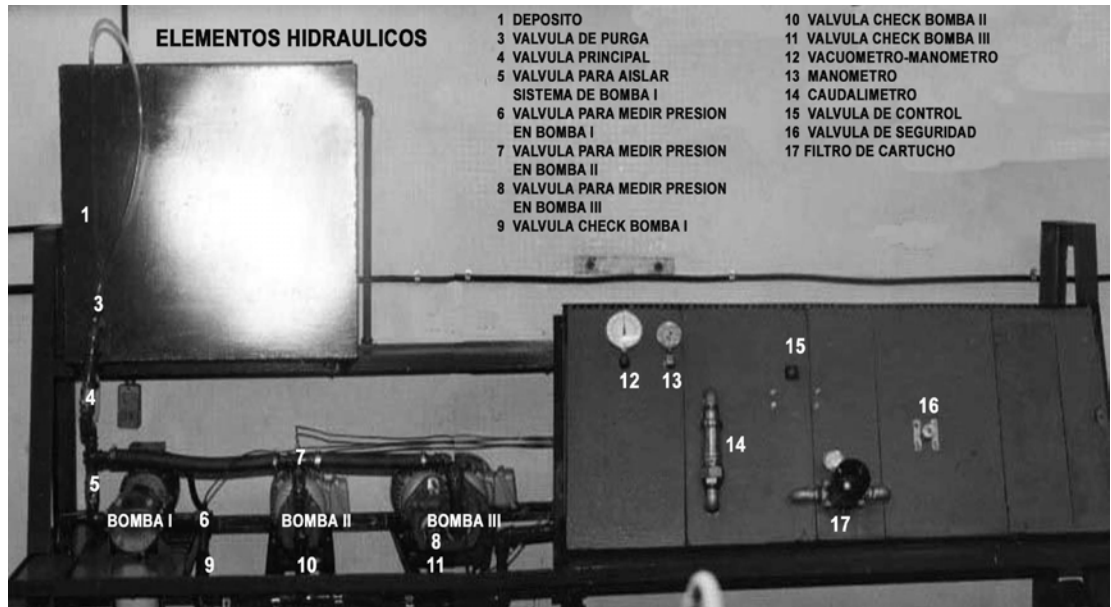 ELEMENTOS HIDRAULICOS
1 DEPOSITO
3 VALVULA DE PURGA
4 VALVULA PRINCIPAL
5 VALVULA PARA AISLAR
SISTEMA DE BOMBA I
6 VALVULA PARA MEDIR PRESION
EN BOMBA I
7 VALVULA PARA MEDIR PRESION
EN BOMBA II
8 VALVULA PARA MEDIR PRESION
EN BOMBA III
9 VALVULA CHECK BOMBA I
10 VALVULA CHECK BOMBA II
11 VALVULA CHECK BOMBA III
12 VACUOMETRO-MANOMETRO
13 MANOMETRO
14 CAUDALIMETRO
15 VALVULA DE CONTROL
16 VALVULA DE SEGURIDAD
17 FILTRO DE CARTUCHO
1
3
4
5
BOMBA I
6
9
7
BOMBA II
10
BOMBA III
8
11
12
13
14
15
16
17